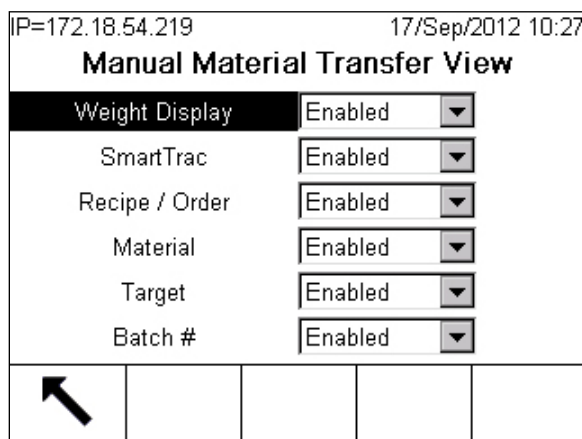 IP=172.18.54.219 17/Sep/2012 10:27
Manual Material Transfer View
Weight Display Enabled
SmartTrac Enabled
Recipe / Order Enabled
Material Enabled
Target Enabled
Batch # Enabled